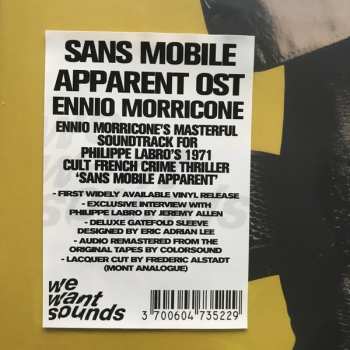 SANS MOBILE
APPARENT OST
ENNIO MORRICONE
ENNIO MORRICONE'S MASTERFUL
SOUNDTRACK FOR
PHILIPPE LABRO'S 1971
CULT FRENCH CRIME THRILLER
'SANS MOBILE APPARENT'
- FIRST WIDELY AVAILABLE VINYL RELEASE
- EXCLUSIVE INTERVIEW WITH
PHILIPPE LABRO BY JEREMY ALLEN
- DELUXE GATEFOLD SLEEVE
DESIGNED BY ERIC ADRIAN LEE
- AUDIO REMASTERED FROM THE
ORIGINAL TAPES BY COLORSOUND
- LACQUER CUT BY FREDERIC ALSTADT
(MONT ANALOGUE)
we
want
sounds
3 700604 735229